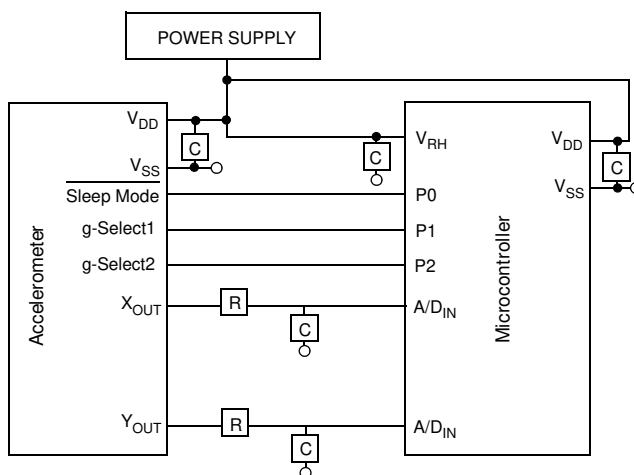 POWER SUPPLY
Accelerometer
V_DD
C
V_SS
Sleep Mode
g-Select1
g-Select2
X_OUT
R
C
Y_OUT
R
C
C
V_RH
P0
P1
P2
A/D_IN
A/D_IN
Microcontroller
V_DD
C
V_SS